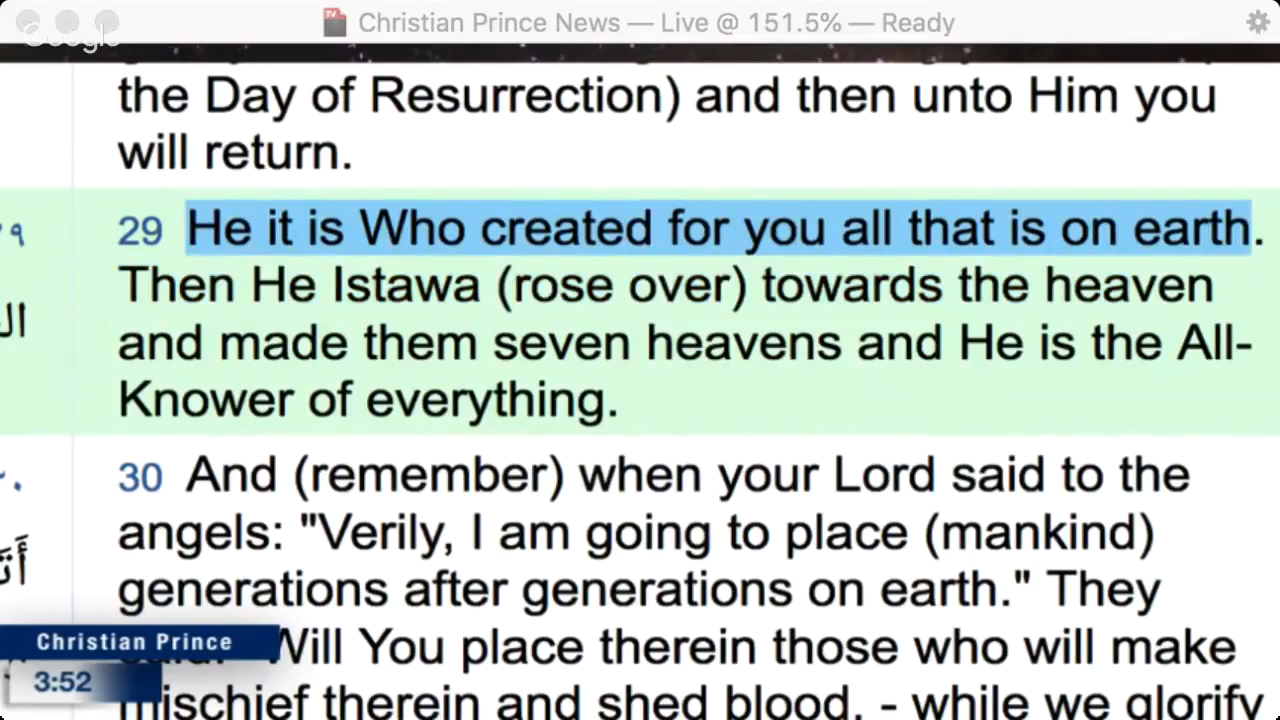 Christian Prince News — Live @ 151.5% — Ready
Google
the Day of Resurrection) and then unto Him you
will return.
29 He it is Who created for you all that is on earth.
Then He Istawa (rose over) towards the heaven
and made them seven heavens and He is the All-
Knower of everything.
30 And (remember) when your Lord said to the
angels: "Verily, I am going to place (mankind)
generations after generations on earth." They
Will You place therein those who will make
mischief therein and shed blood, - while we glorify
Christian Prince
3:52